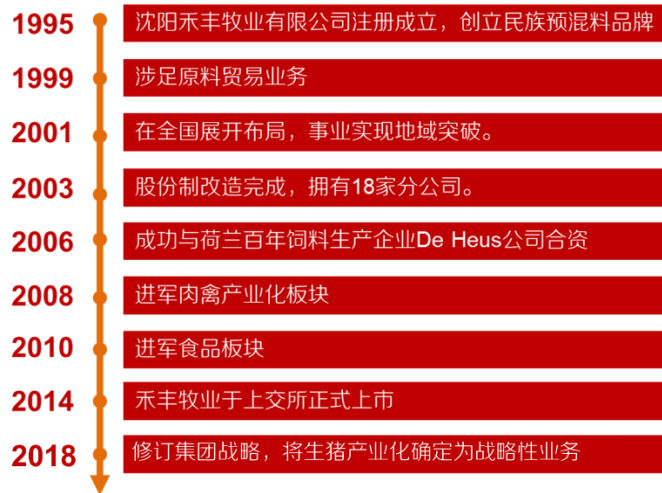 1995 沈阳禾丰牧业有限公司注册成立，创立民族预混料品牌
1999 涉足原料贸易业务
2001 在全国展开布局，事业实现地域突破。
2003 股份制改造完成，拥有18家分公司。
2006 成功与荷兰百年饲料生产企业De Heus公司合资
2008 进军肉禽产业化板块
2010 进军食品板块
2014 禾丰牧业于上交所正式上市
2018 修订集团战略，将生猪产业化确定为战略性业务